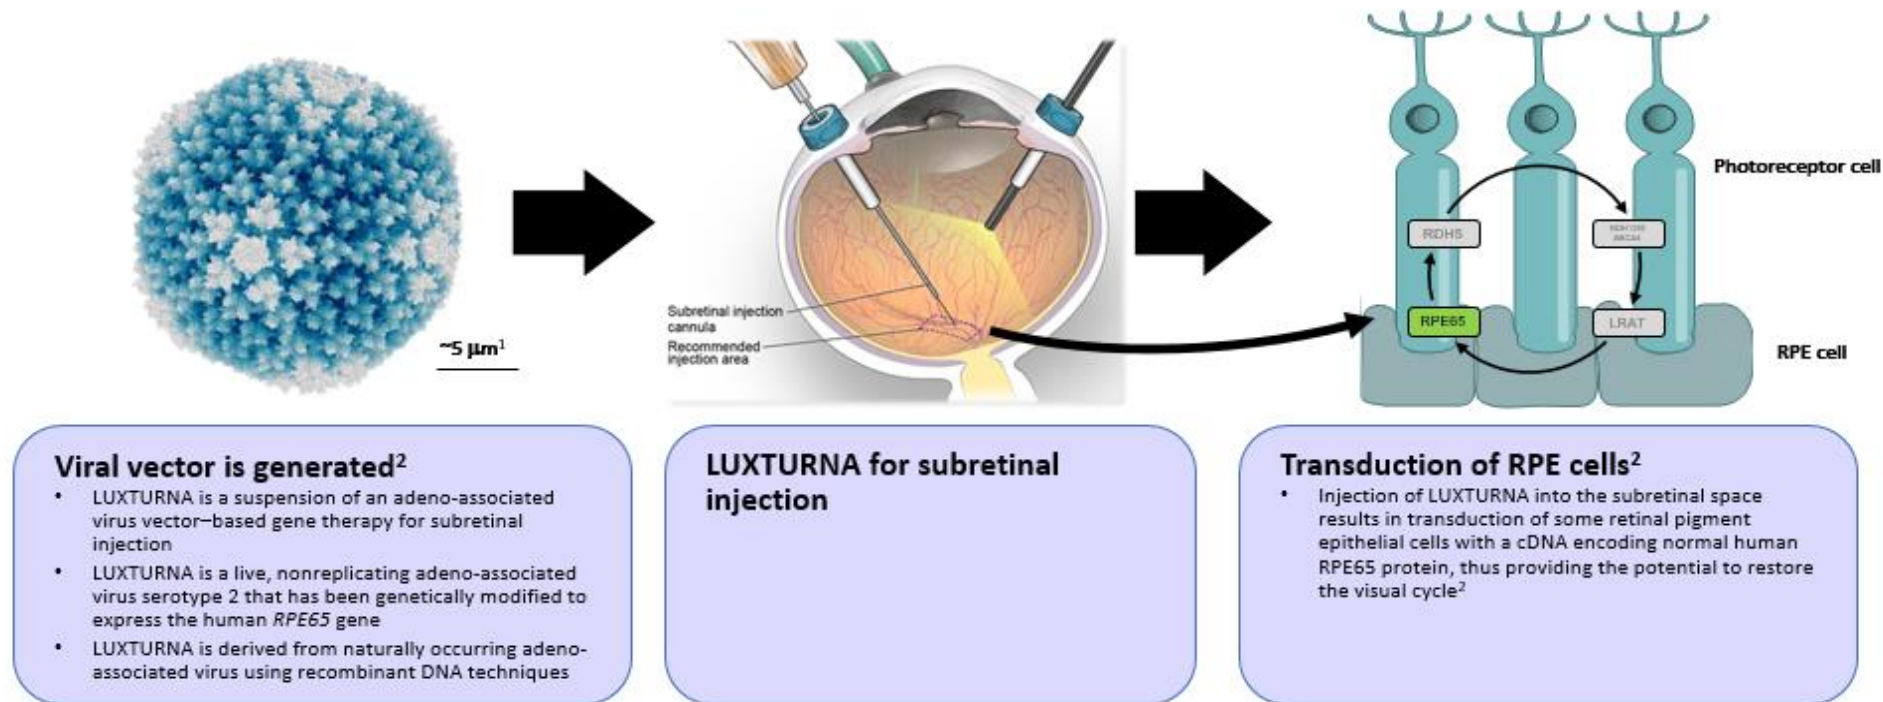 ~5 µm¹
Subretinal injection
cannula
Recommended
injection area
Photoreceptor cell
RDH5
RPE65
LRAT
RPE cell
Viral vector is generated²
• LUXTURNA is a suspension of an adeno-associated
virus vector–based gene therapy for subretinal
injection
• LUXTURNA is a live, nonreplicating adeno-associated
virus serotype 2 that has been genetically modified to
express the human RPE65 gene
• LUXTURNA is derived from naturally occurring adeno-
associated virus using recombinant DNA techniques
LUXTURNA for subretinal
injection
Transduction of RPE cells²
• Injection of LUXTURNA into the subretinal space
results in transduction of some retinal pigment
epithelial cells with a cDNA encoding normal human
RPE65 protein, thus providing the potential to restore
the visual cycle²